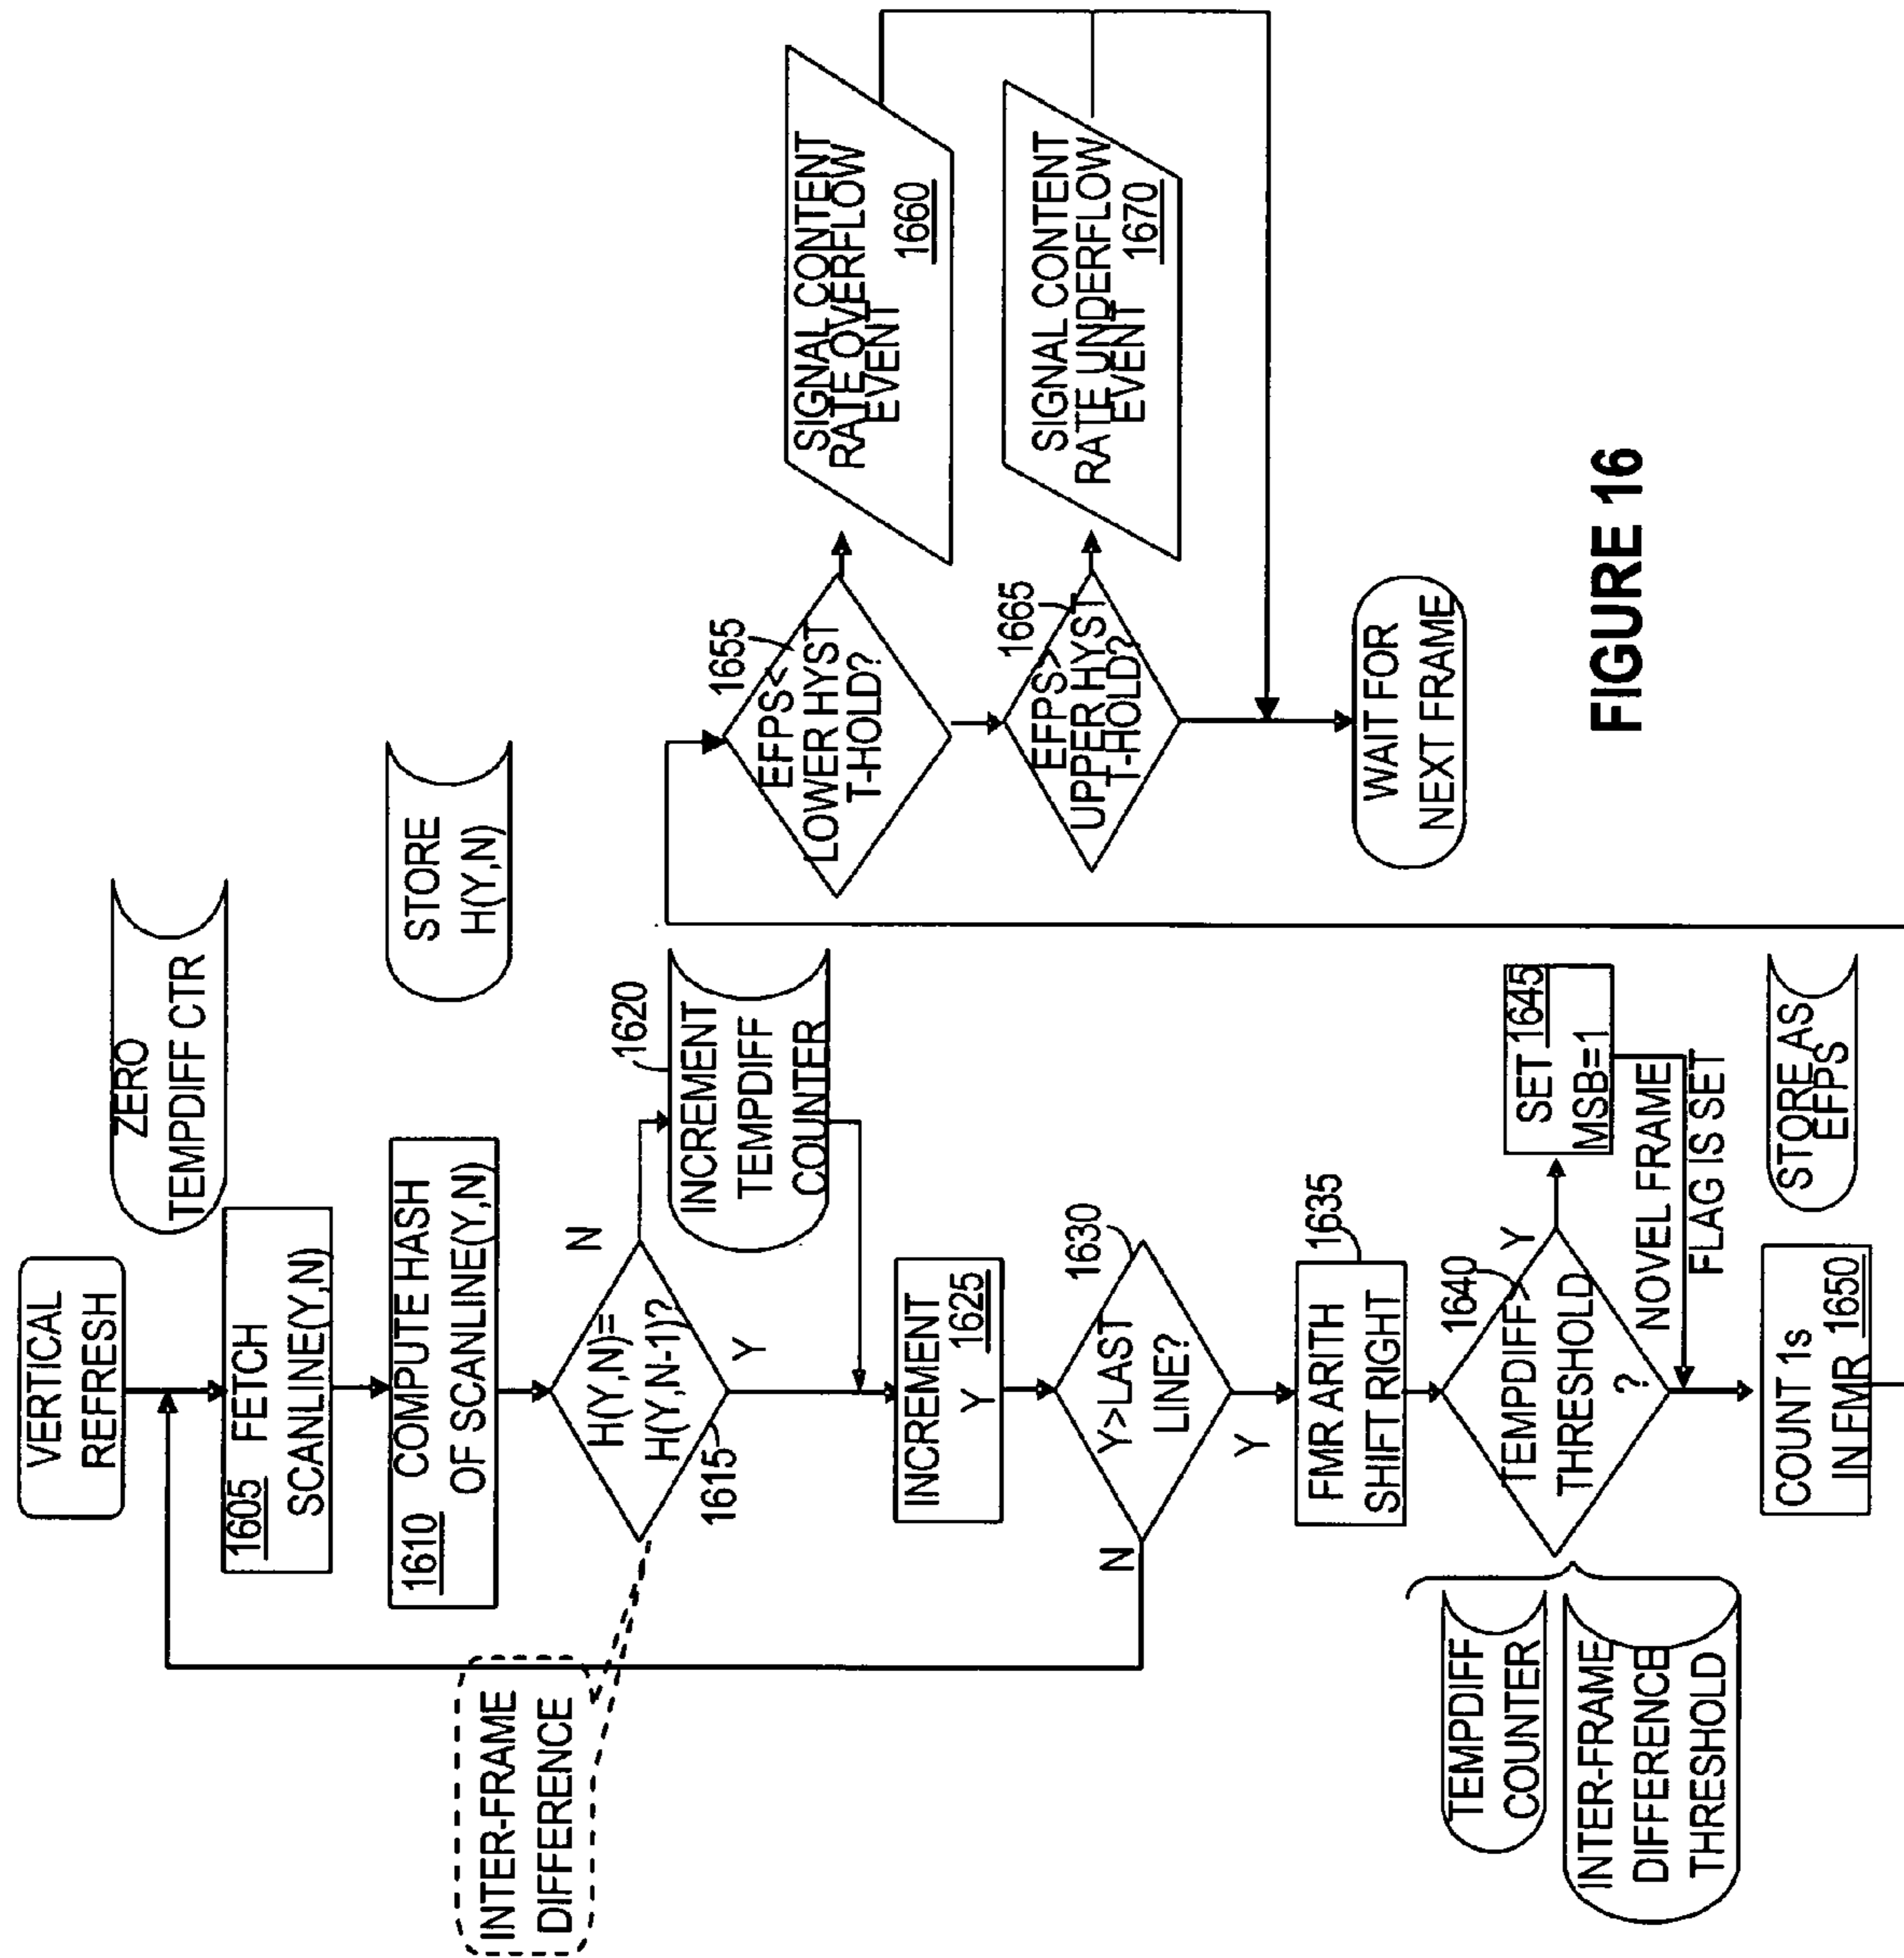 VERTICAL
REFRESH
ZERO
TEMPDIFF CTR
1605 FETCH
SCANLINE(Y,N)
1610 COMPUTE HASH
OF SCANLINE(Y,N)
STORE
H(Y,N)
INTER-FRAME
DIFFERENCE
H(Y,N)=
H(Y,N-1)?
1615
N
Y
1620
INCREMENT
TEMPDIFF
COUNTER
INCREMENT
Y 1625
Y>LAST
LINE?
1630
N
Y
FMR ARITH
SHIFT RIGHT
1635
TEMPDIFF>
THRESHOLD
?
1640
Y
TEMPDIFF
COUNTER
INTER-FRAME
DIFFERENCE
THRESHOLD
SET 1645
MSB=1
NOVEL FRAME
FLAG IS SET
COUNT 1s
IN FMR 1650
STORE AS
EFPS
EFPS<
LOWER HYST
T-HOLD?
1655
SIGNAL CONTENT
RATE OVERFLOW
EVENT
1660
EFPS>
UPPER HYST
T-HOLD?
1665
SIGNAL CONTENT
RATE UNDERFLOW
EVENT
1670
WAIT FOR
NEXT FRAME
FIGURE 16